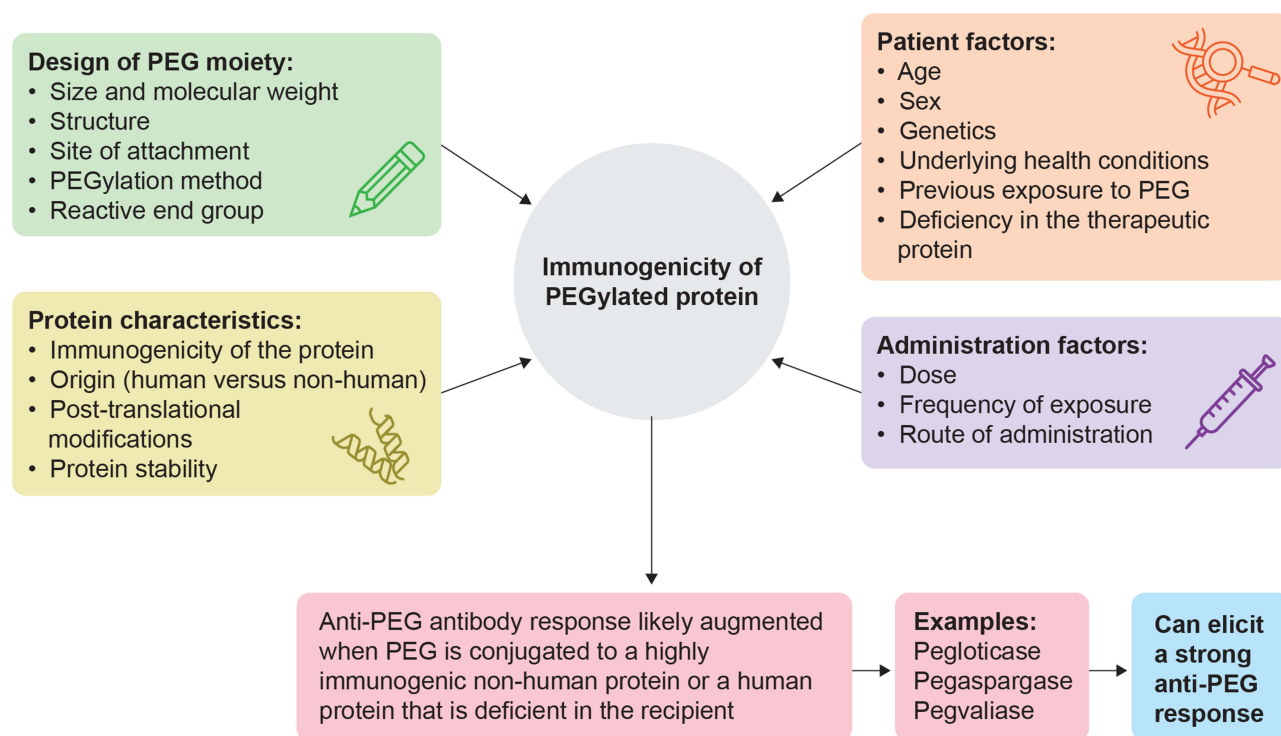 Design of PEG moiety:
• Size and molecular weight
• Structure
• Site of attachment
• PEGylation method
• Reactive end group
Patient factors:
• Age
• Sex
• Genetics
• Underlying health conditions
• Previous exposure to PEG
• Deficiency in the therapeutic
protein
Immunogenicity of
PEGylated protein
Protein characteristics:
• Immunogenicity of the protein
• Origin (human versus non-human)
• Post-translational
modifications
• Protein stability
Administration factors:
• Dose
• Frequency of exposure
• Route of administration
Anti-PEG antibody response likely augmented
when PEG is conjugated to a highly
immunogenic non-human protein or a human
protein that is deficient in the recipient
Examples:
Pegloticase
Pegaspargase
Pegvaliase
Can elicit
a strong
anti-PEG
response